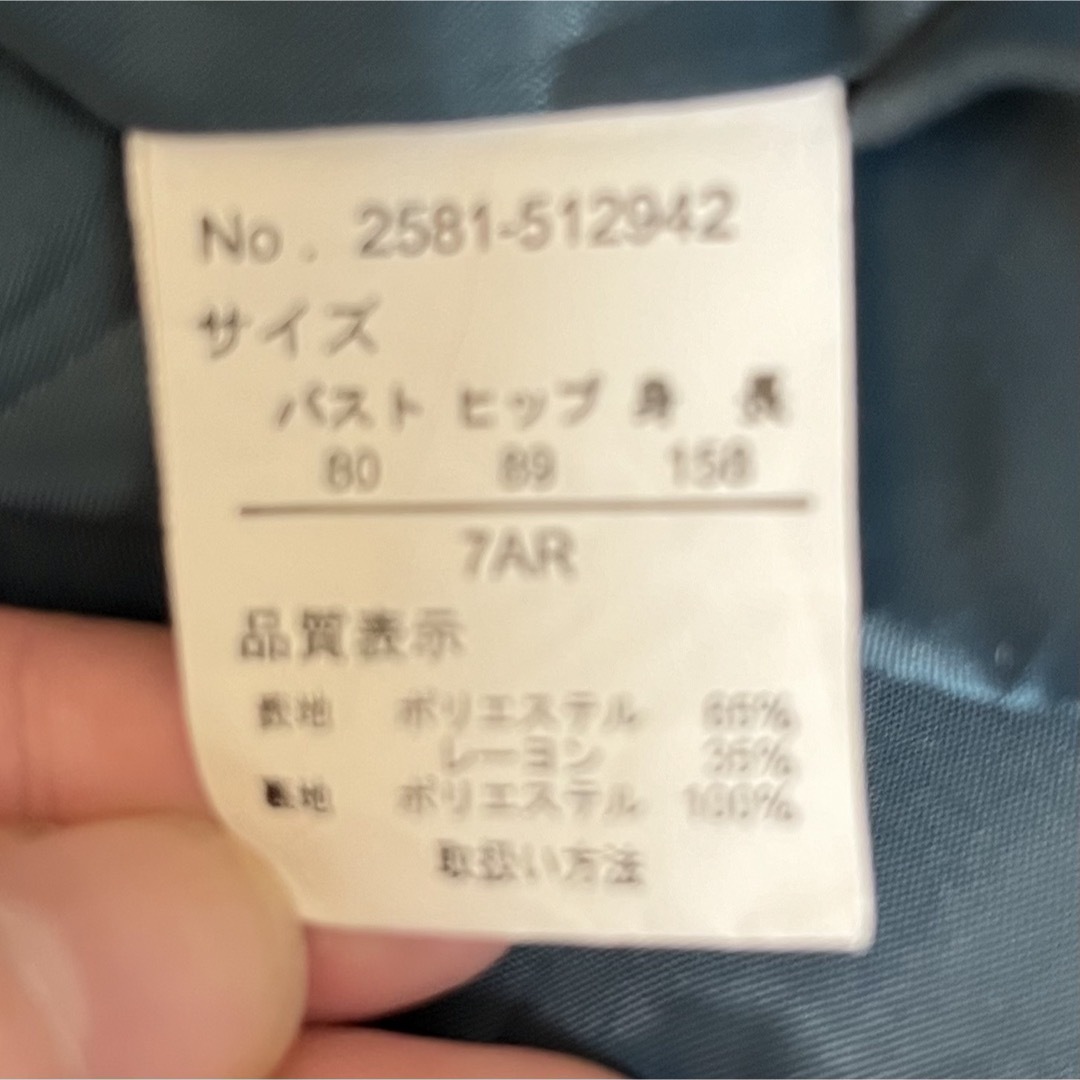 No. 2581-512942
サイズ
バスト ヒップ 身 長
80 89 158
7AR
品質表示
表地 ポリエステル 65%
レーヨン 35%
裏地 ポリエステル 100%
取扱い方法